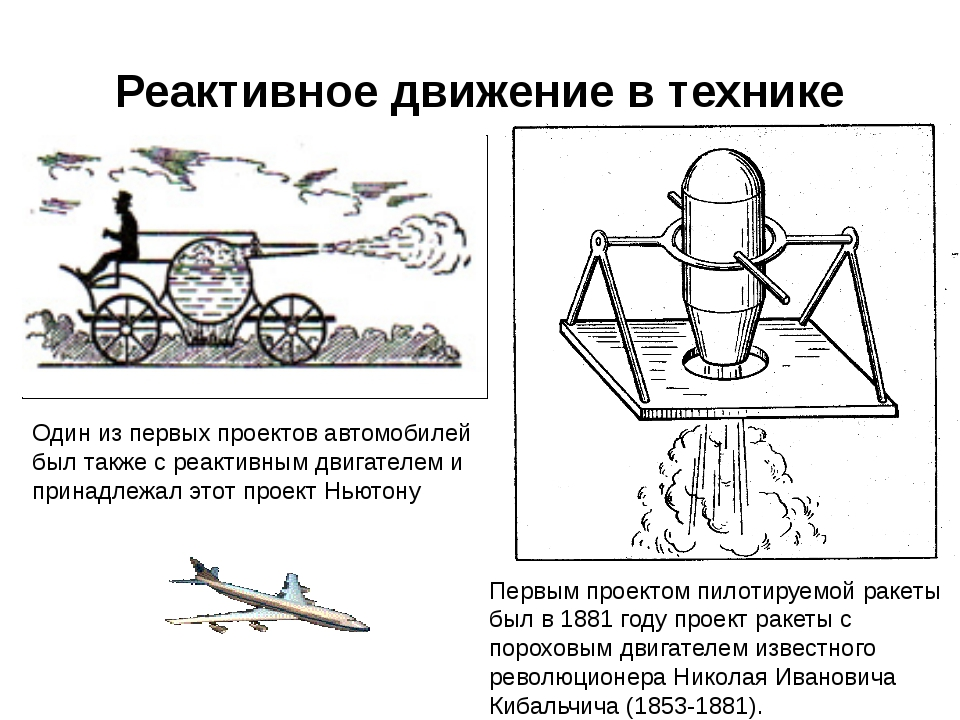 Реактивное движение в технике
Один из первых проектов автомобилей
был также с реактивным двигателем и
принадлежал этот проект Ньютону
Первым проектом пилотируемой ракеты
был в 1881 году проект ракеты с
пороховым двигателем известного
революционера Николая Ивановича
Кибальчича (1853-1881).